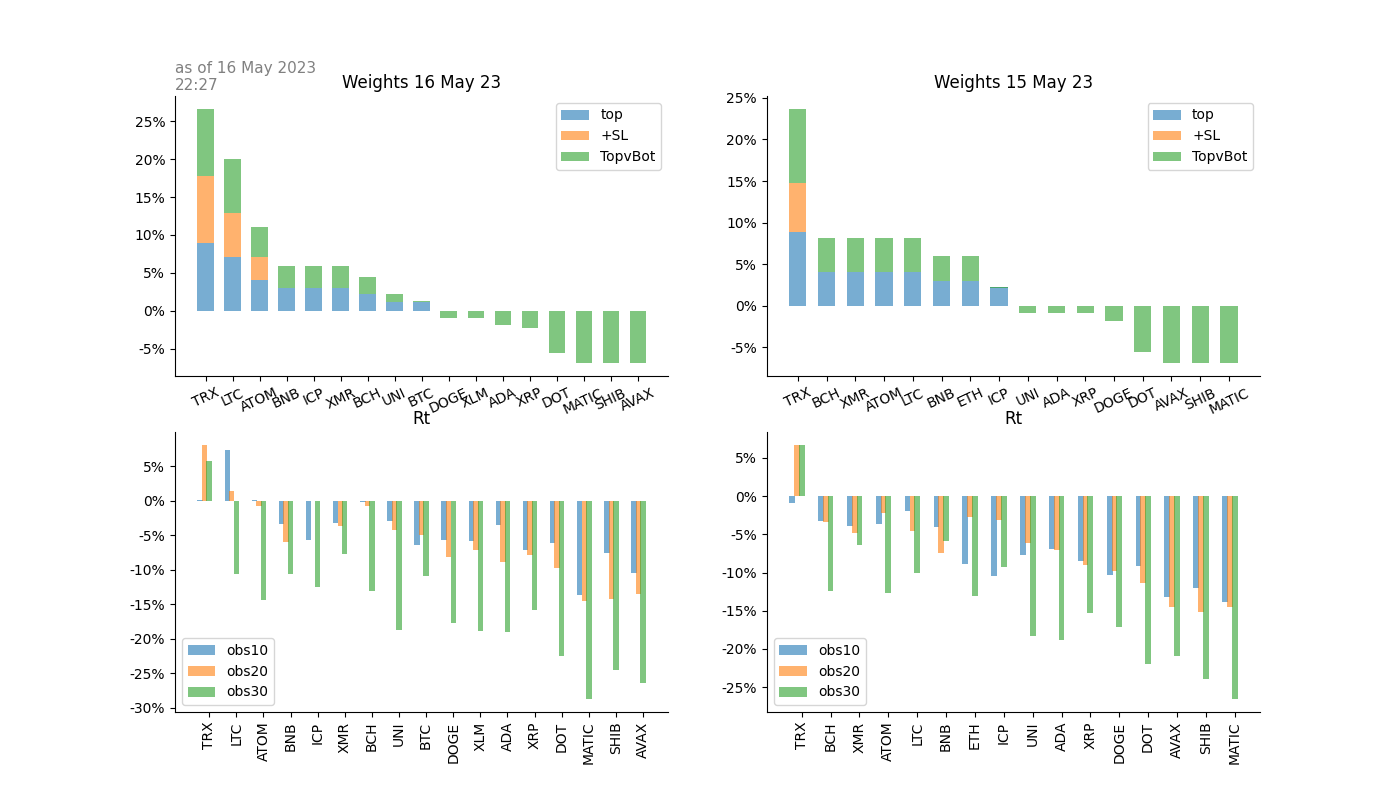 as of 16 May 2023
22:27
Weights 16 May 23
25%
20%
15%
10%
5%
0%
-5%
top
+SL
TopvBot
TRX LTC ATOM BNB ICP XMR BCH UNI BTC DOGE XLM ADA XRP DOT MATIC SHIB AVAX
Weights 15 May 23
25%
20%
15%
10%
5%
0%
-5%
top
+SL
TopvBot
TRX BCH XMR ATOM LTC BNB ETH ICP UNI ADA XRP DOGE DOT AVAX SHIB MATIC
Rt
5%
0%
-5%
-10%
-15%
-20%
-25%
-30%
obs10
obs20
obs30
TRX LTC ATOM BNB ICP XMR BCH UNI BTC DOGE XLM ADA XRP DOT MATIC SHIB AVAX
Rt
5%
0%
-5%
-10%
-15%
-20%
-25%
obs10
obs20
obs30
TRX BCH XMR ATOM LTC BNB ETH ICP UNI ADA XRP DOGE DOT AVAX SHIB MATIC